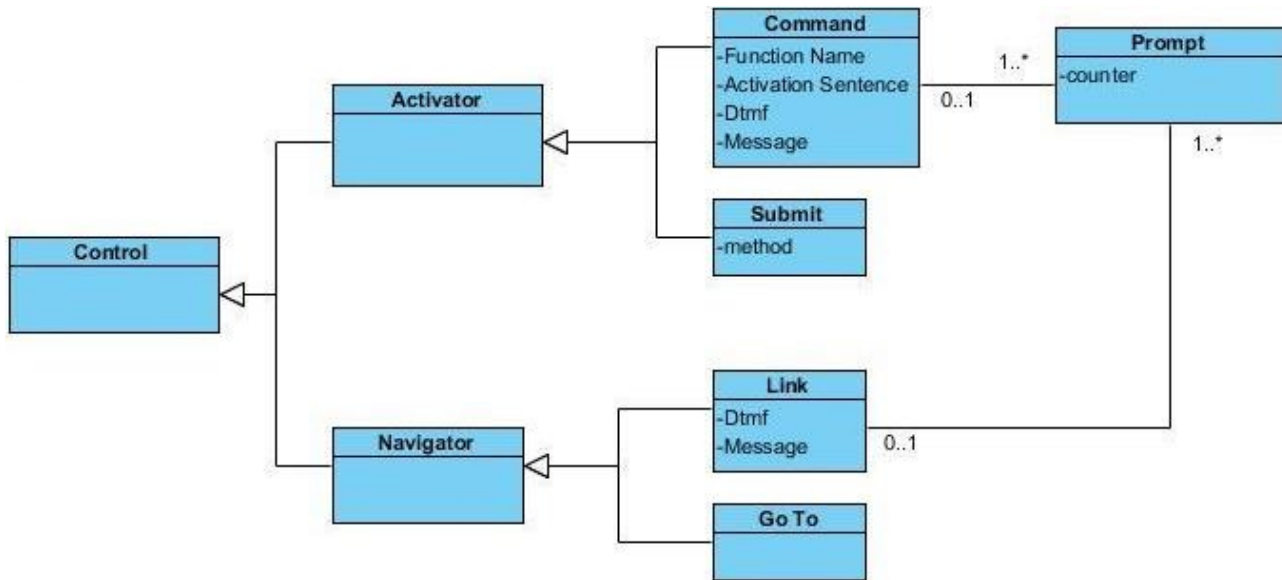 Command
-Function Name
-Activation Sentence
-Dtmf
-Message
1..*
0..1
Prompt
-counter
1..*
Activator
Submit
-method
Control
Link
-Dtmf
-Message
0..1
Navigator
Go To